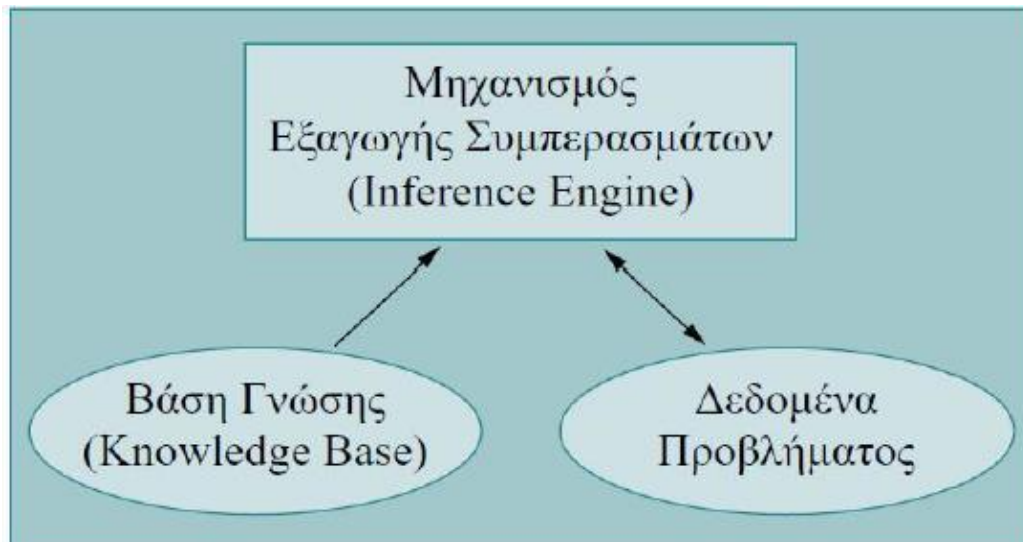 Μηχανισμός
Εξαγωγής Συμπερασμάτων
(Inference Engine)
Βάση Γνώσης
(Knowledge Base)
Δεδομένα
Προβλήματος